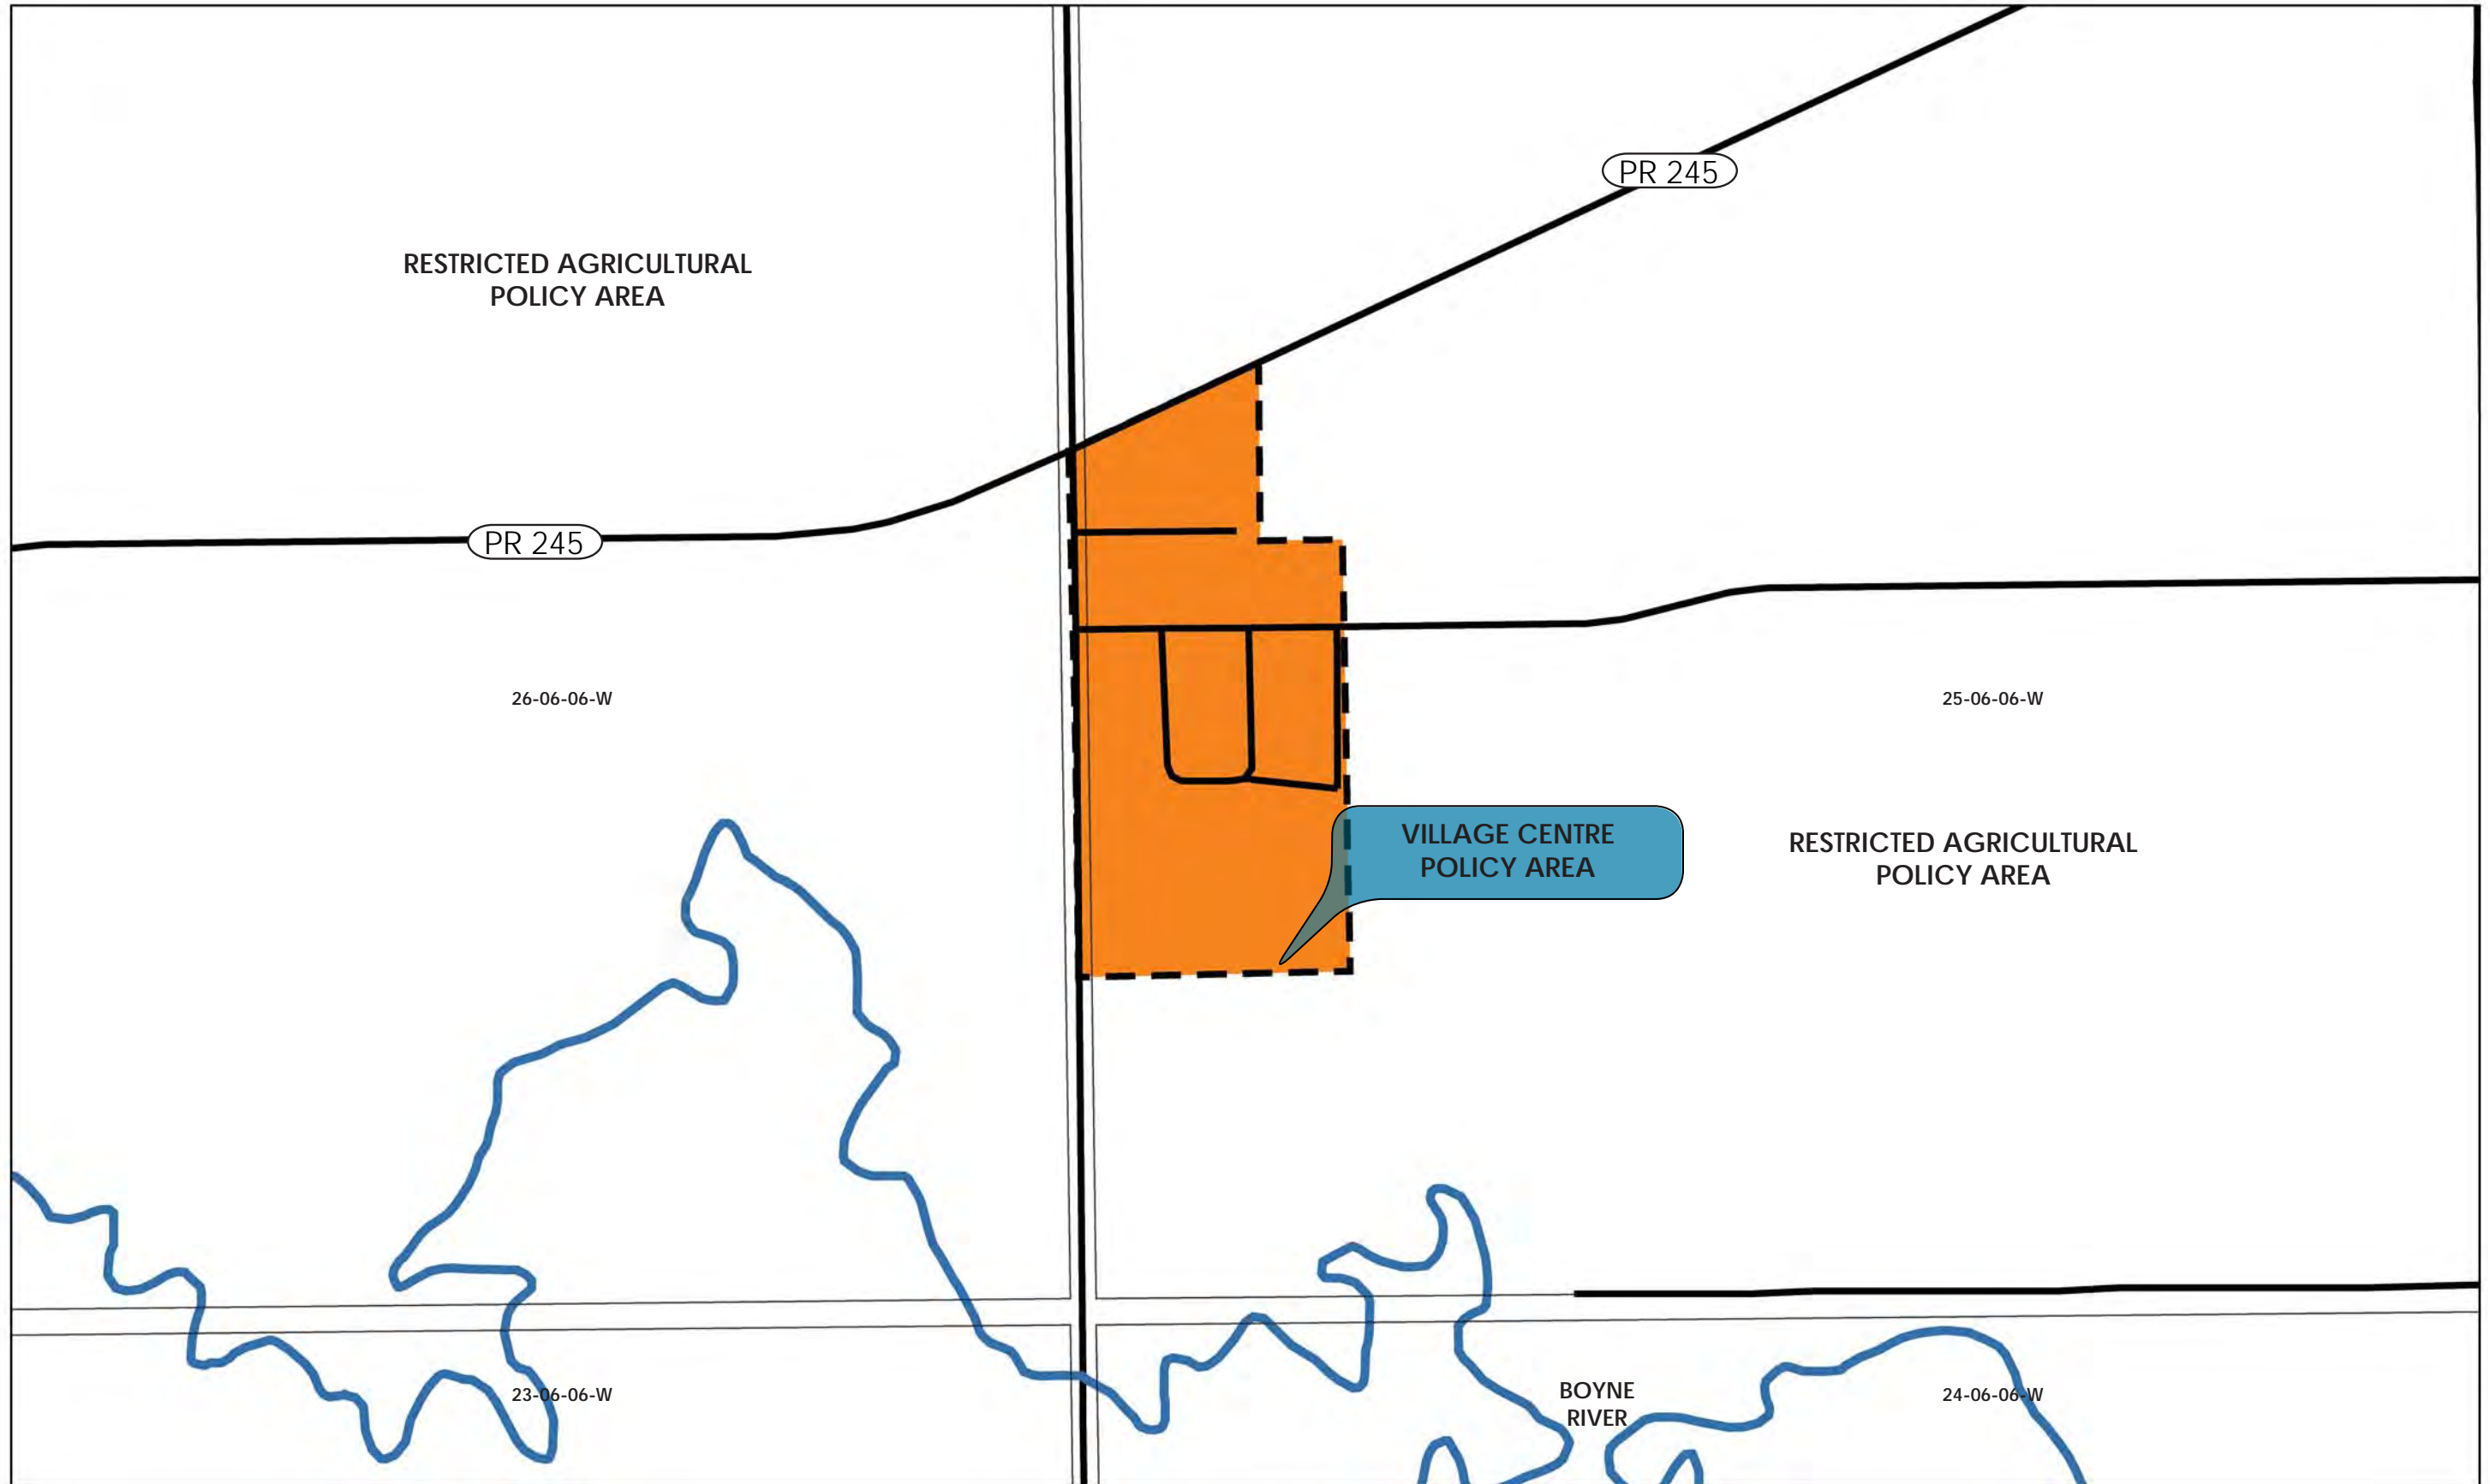 PR 245
RESTRICTED AGRICULTURAL
POLICY AREA
PR 245
26-06-06-W
25-06-06-W
VILLAGE CENTRE
POLICY AREA
RESTRICTED AGRICULTURAL
POLICY AREA
BOYNE
RIVER
23-06-06-W
24-06-06-W